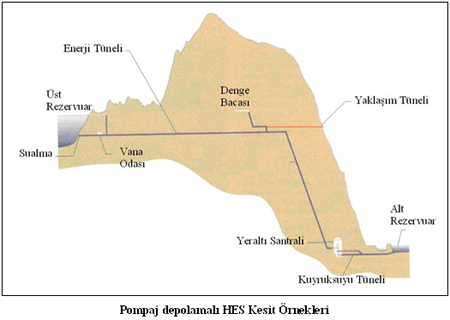 Enerji Tüneli
Üst
Rezervuar
Denge
Bacası
Yaklaşım Tüneli
Sualma
Vana
Odası
Alt
Rezervuar
Yeraltı Santrali
Kuyruksuyu Tüneli
Pompaj depolamalı HES Kesit Örnekleri